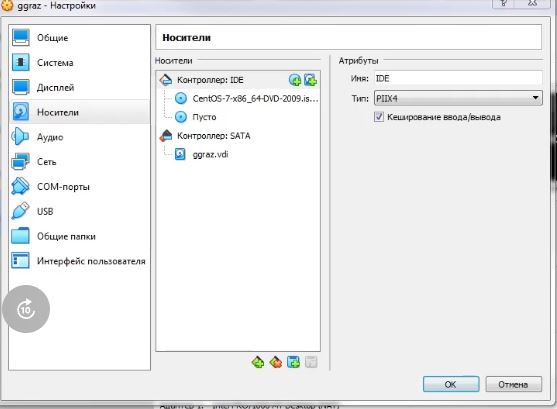 ggraz - Настройки
Общие
Система
Дисплей
Носители
Аудио
Сеть
COM-порты
USB
Общие папки
Интерфейс пользователя
10
Носители
Носители
Контроллер: IDE
CentOS-7-x86_64-DVD-2009.is...
Пусто
Контроллер: SATA
ggraz.vdi
Атрибуты
Имя: IDE
Тип: PIIX4
Кеширование ввода/вывода
OK
Отмена